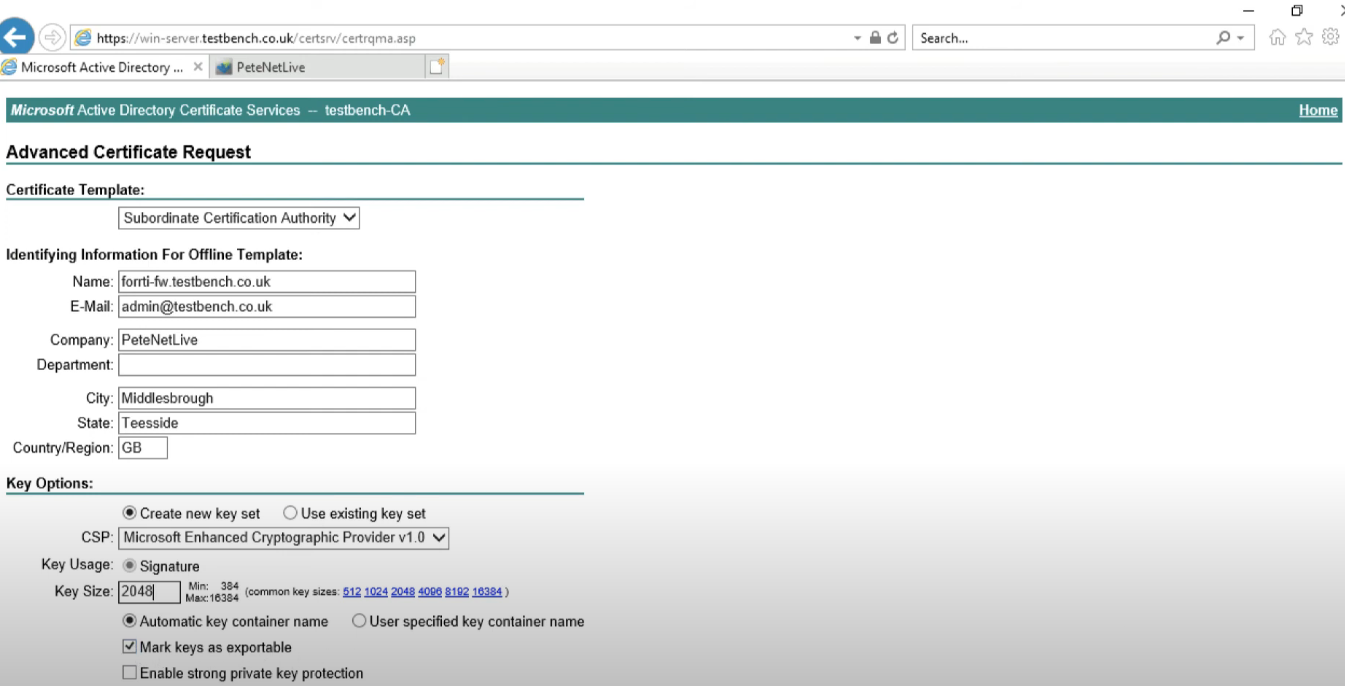 https://win-server.testbench.co.uk/certsrv/certrqma.asp
Search...
Microsoft Active Directory ...
PeteNetLive
Microsoft Active Directory Certificate Services -- testbench-CA
Home
Advanced Certificate Request
Certificate Template:
Subordinate Certification Authority
Identifying Information For Offline Template:
Name: forrti-fw.testbench.co.uk
E-Mail: admin@testbench.co.uk
Company: PeteNetLive
Department:
City: Middlesbrough
State: Teesside
Country/Region: GB
Key Options:
Create new key set Use existing key set
CSP: Microsoft Enhanced Cryptographic Provider v1.0
Key Usage: Signature
Key Size: 2048 Min: 384 (common key sizes: 512 1024 2048 4096 8192 16384 )
Max:16384
Automatic key container name User specified key container name
Mark keys as exportable
Enable strong private key protection